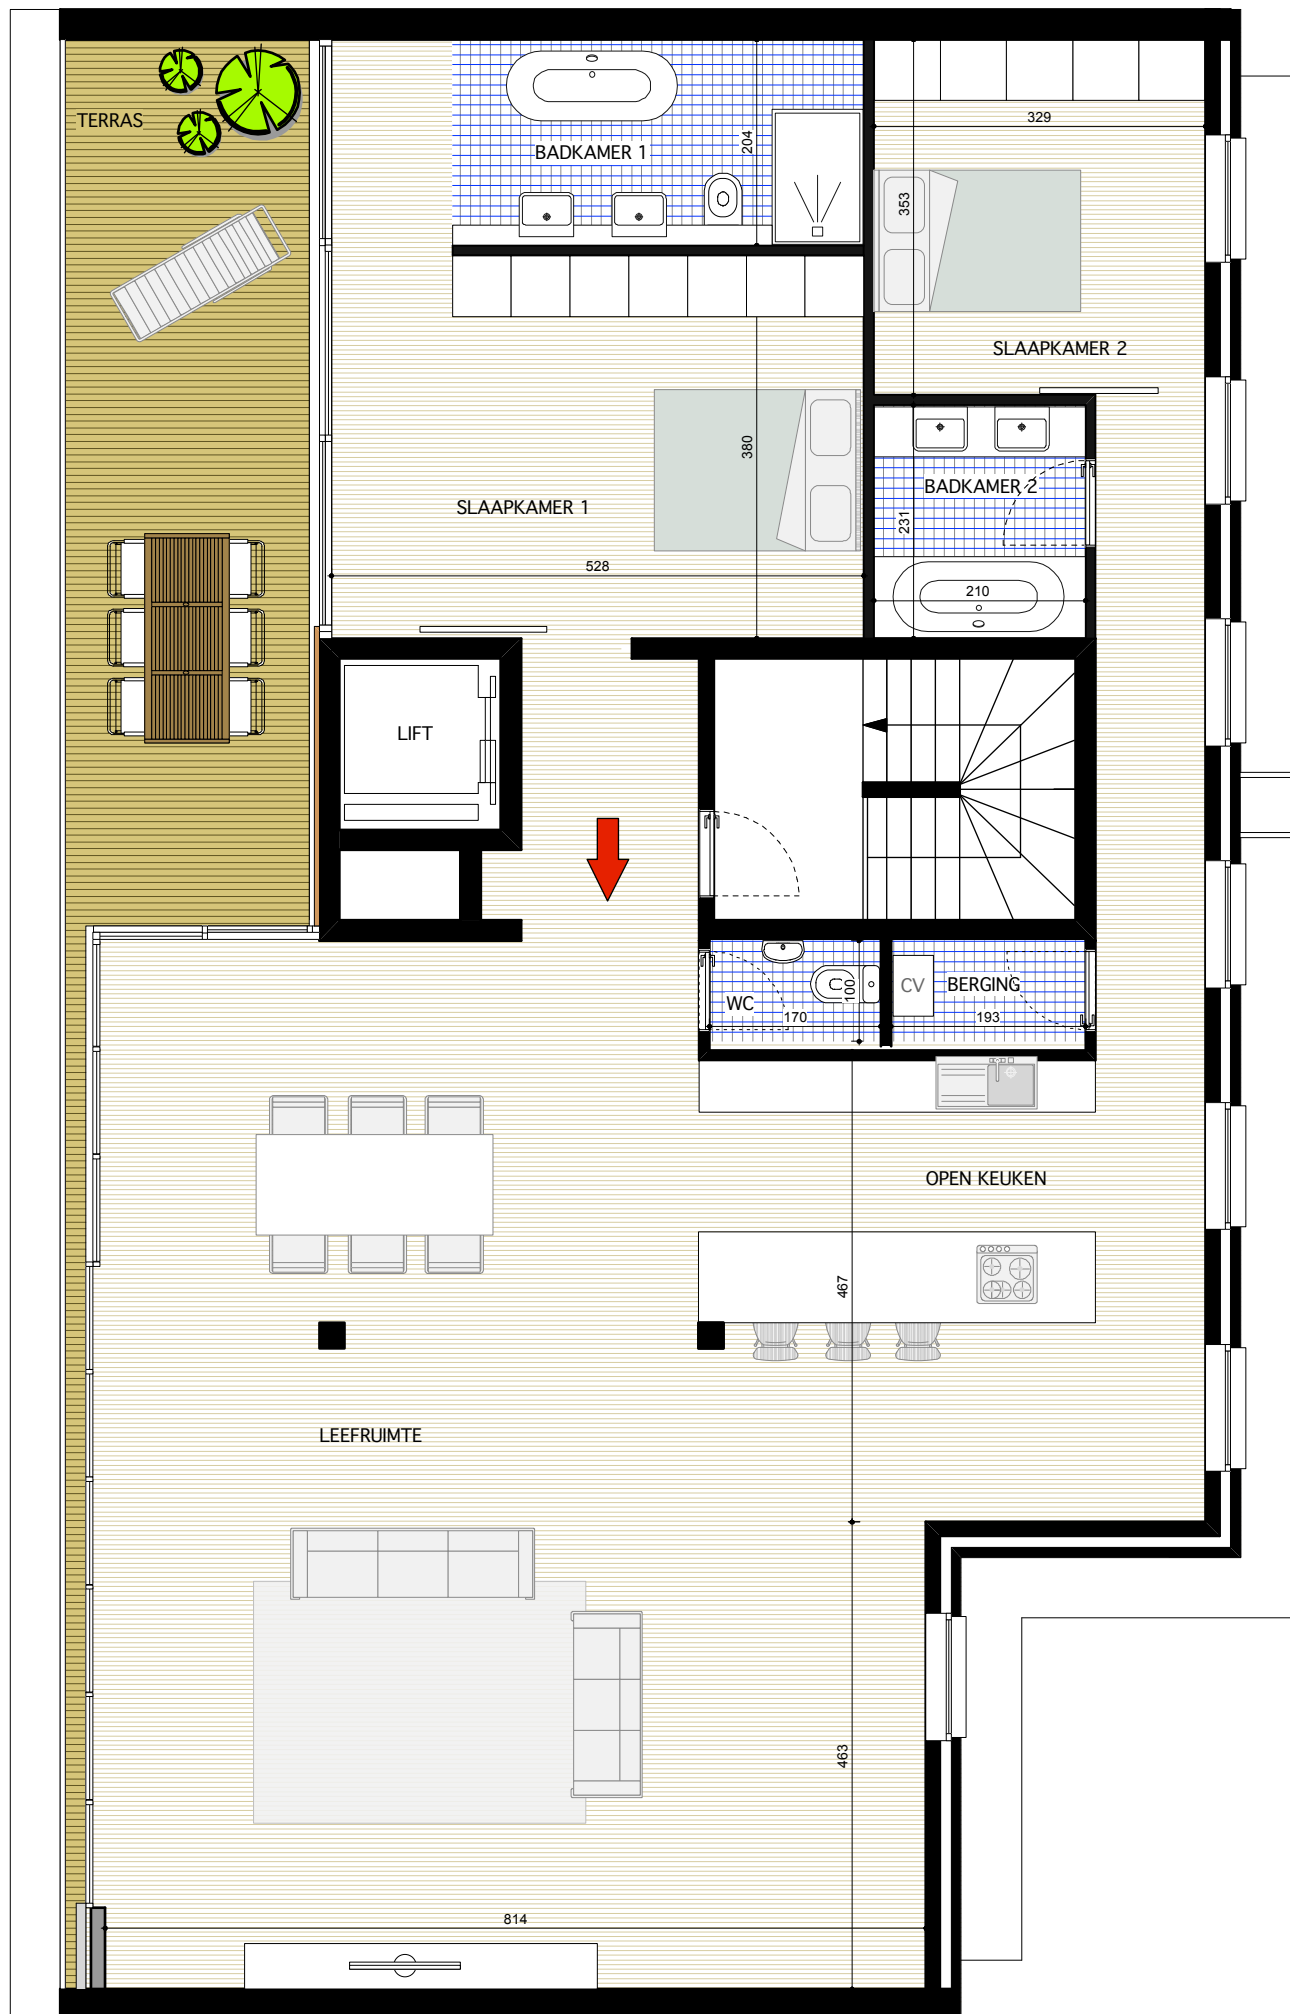 TERRAS
BADKAMER 1
204
329
353
SLAAPKAMER 2
380
SLAAPKAMER 1
BADKAMER 2
231
528
210
LIFT
WC
100
170
CV
BERGING
193
OPEN KEUKEN
467
LEEFRUIMTE
463
814